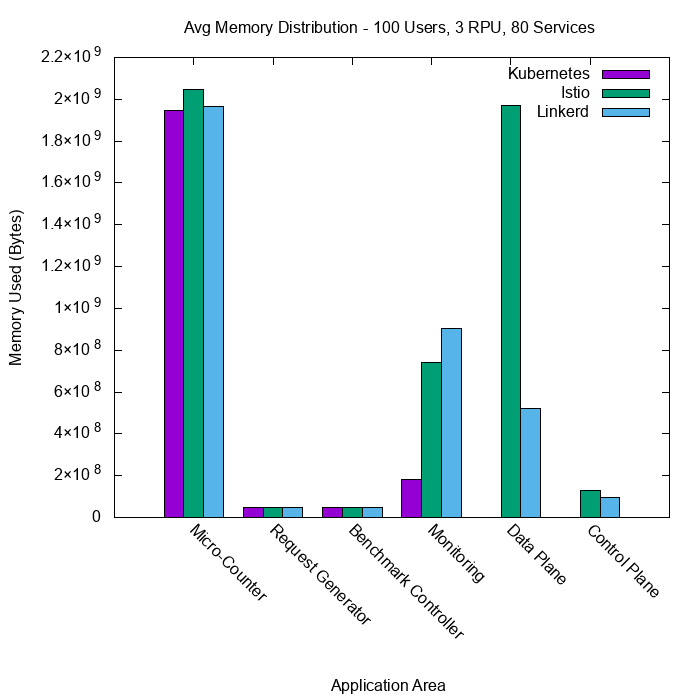 Avg Memory Distribution - 100 Users, 3 RPU, 80 Services
Kubernetes
Istio
Linkerd
2.2×10⁹
2×10⁹
1.8×10⁹
1.6×10⁹
1.4×10⁹
1.2×10⁹
1×10⁹
8×10⁸
6×10⁸
4×10⁸
2×10⁸
0
Memory Used (Bytes)
Micro-Counter
Request Generator
Benchmark Controller
Monitoring
Data Plane
Control Plane
Application Area